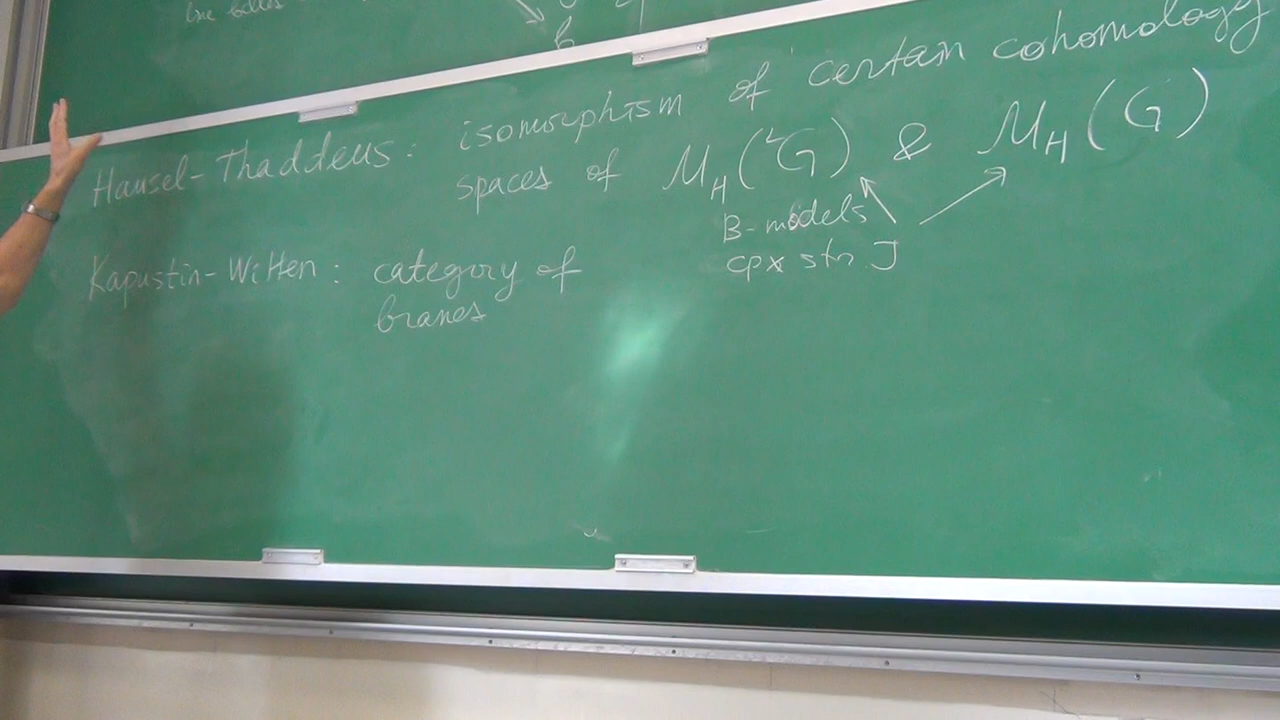 b
Hausel-Thaddeus: isomorphism of certain cohomology
spaces of M_H(ᴸG) & M_H(G)
B-models
cpx str. J
Kapustin-Witten: category of
branes